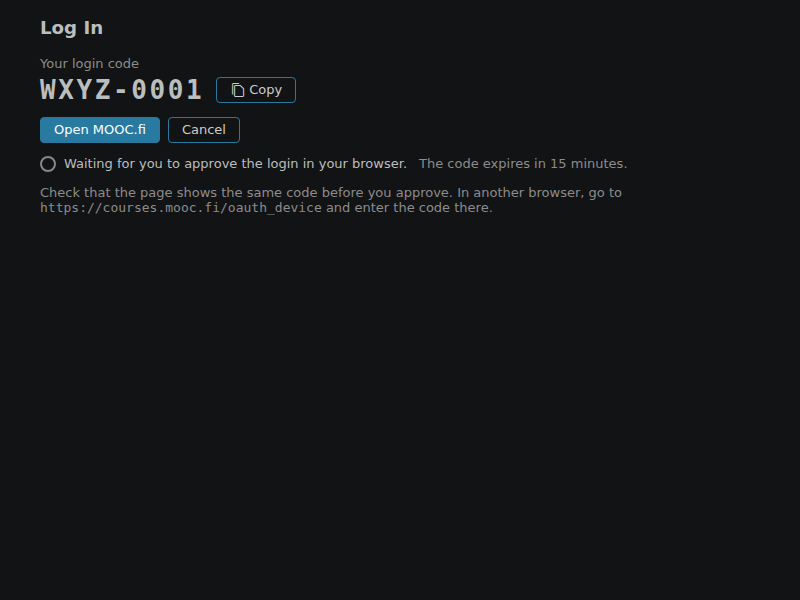 Log In
Your login code
WXYZ-0001 Copy
Open MOOC.fi Cancel
Waiting for you to approve the login in your browser. The code expires in 15 minutes.
Check that the page shows the same code before you approve. In another browser, go to
https://courses.mooc.fi/oauth_device and enter the code there.